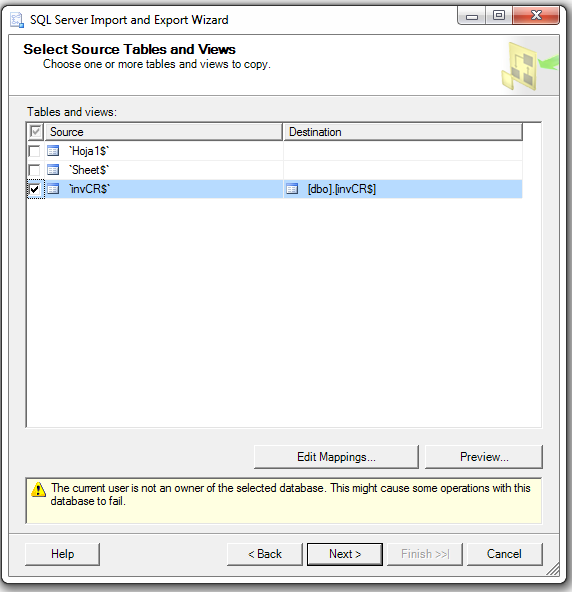 SQL Server Import and Export Wizard
Select Source Tables and Views
Choose one or more tables and views to copy.
Tables and views:
Source Destination
`Hoja1$`
`Sheet$`
`invCR$` [dbo].[invCR$]
Edit Mappings... Preview...
The current user is not an owner of the selected database. This might cause some operations with this
database to fail.
Help < Back Next > Finish >>| Cancel